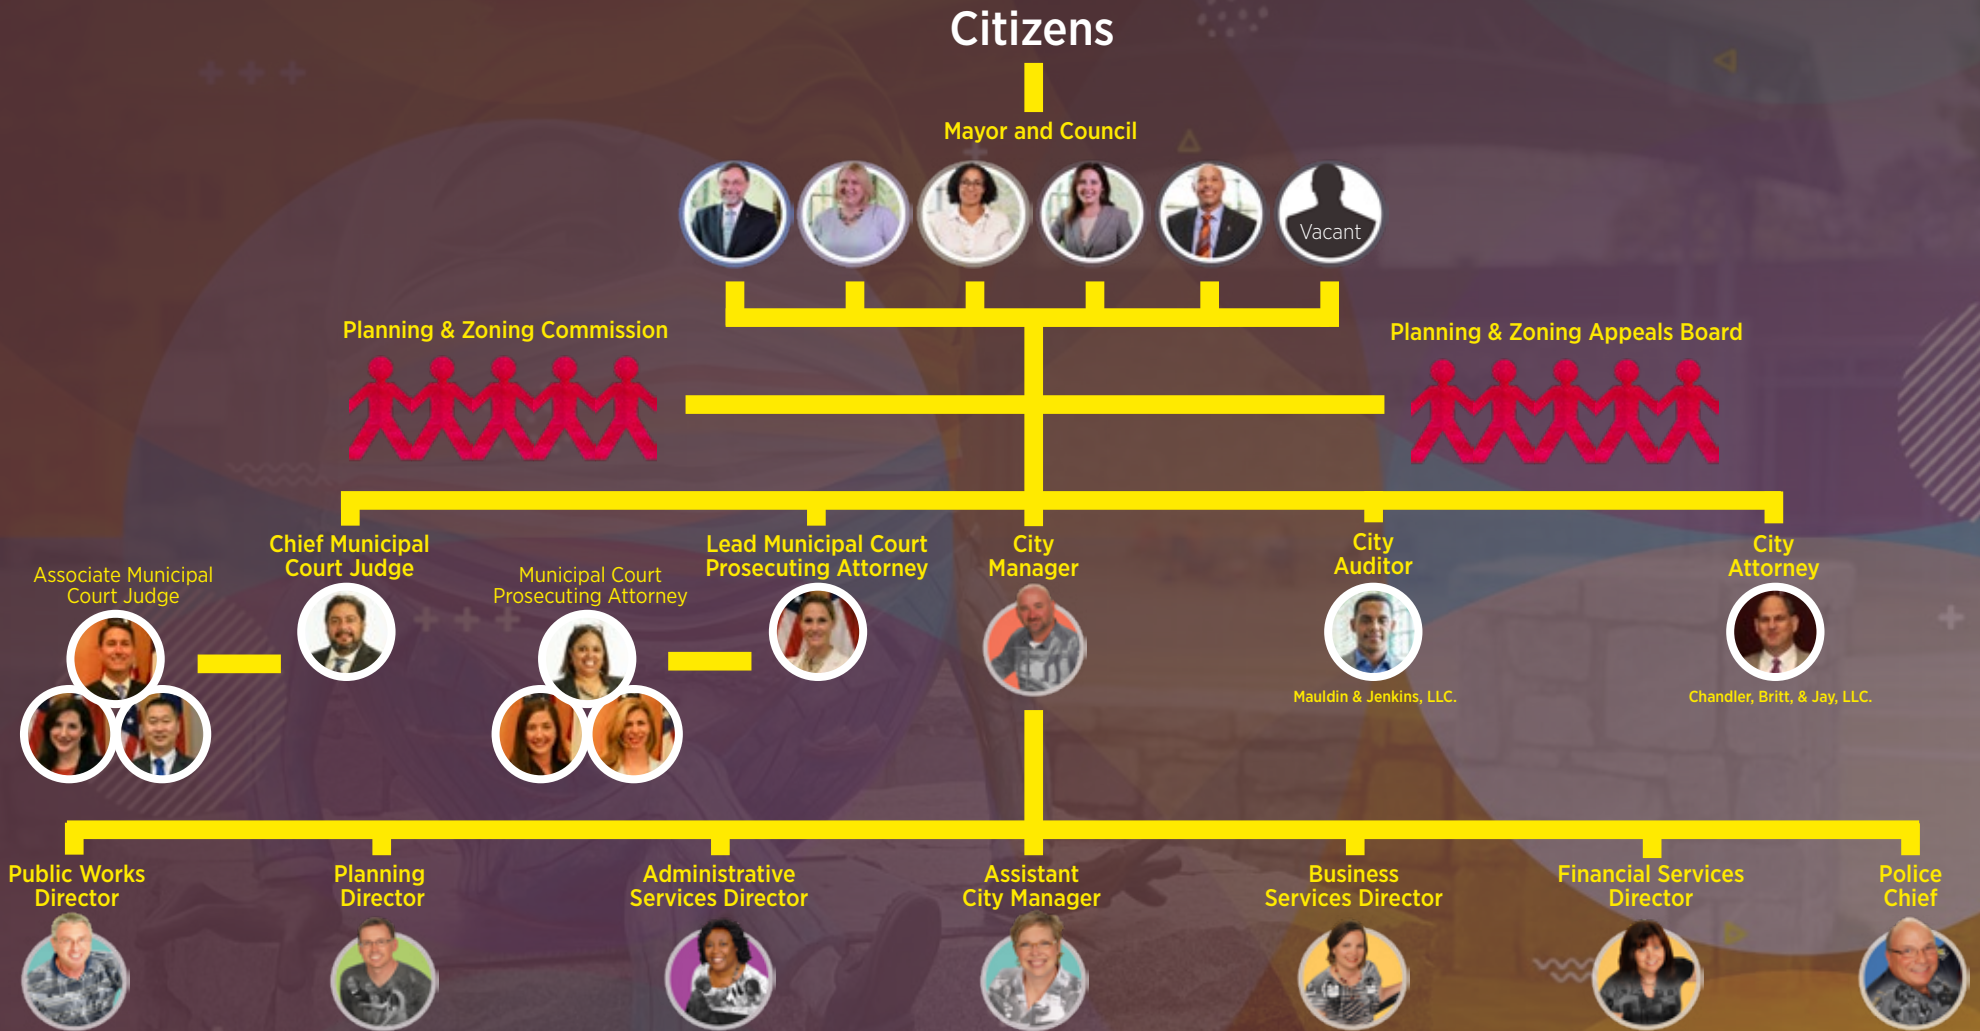 Citizens
Mayor and Council
Vacant
Planning & Zoning Commission
Planning & Zoning Appeals Board
Chief Municipal
Court Judge
Associate Municipal
Court Judge
Lead Municipal Court
Prosecuting Attorney
Municipal Court
Prosecuting Attorney
City
Manager
City
Auditor
Mauldin & Jenkins, LLC.
City
Attorney
Chandler, Britt, & Jay, LLC.
Public Works
Director
Planning
Director
Administrative
Services Director
Assistant
City Manager
Business
Services Director
Financial Services
Director
Police
Chief